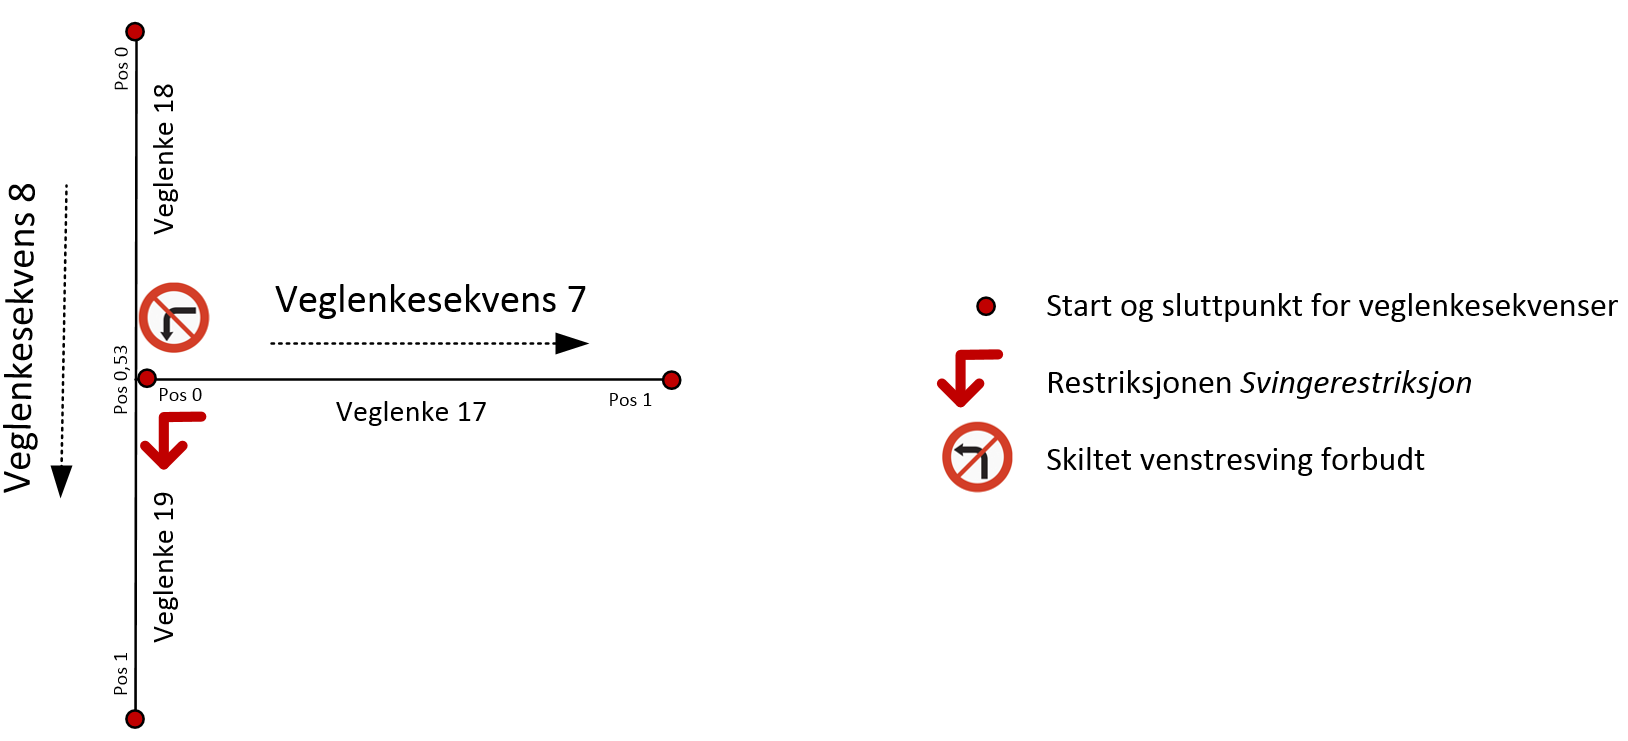 Pos 0
Veglenke 18
Veglenkesekvens 8
Veglenkesekvens 7
Pos 0,53
Pos 0
Veglenke 17
Pos 1
Veglenke 19
Pos 1
Start og sluttpunkt for veglenkesekvenser
Restriksjonen Svingerestriksjon
Skiltet venstresving forbudt